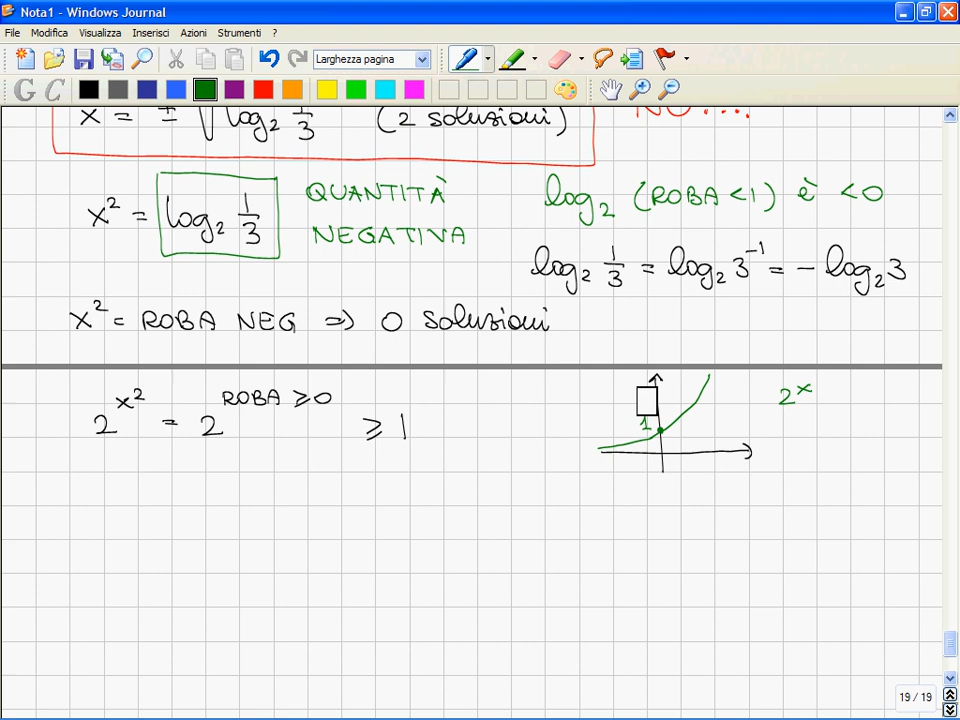 Nota1 - Windows Journal
File Modifica Visualizza Inserisci Azioni Strumenti ?
Larghezza pagina
G C
x = ± √log₂ 1/3 (2 soluzioni) NO....
x² = log₂ 1/3 QUANTITÀ NEGATIVA
log₂ (ROBA<1) è <0
log₂ 1/3 = log₂ 3⁻¹ = - log₂ 3
x² = ROBA NEG ⇒ 0 soluzioni
2^x² = 2^ROBA ≥ 0 ≥ 1
1
2^x
19 / 19